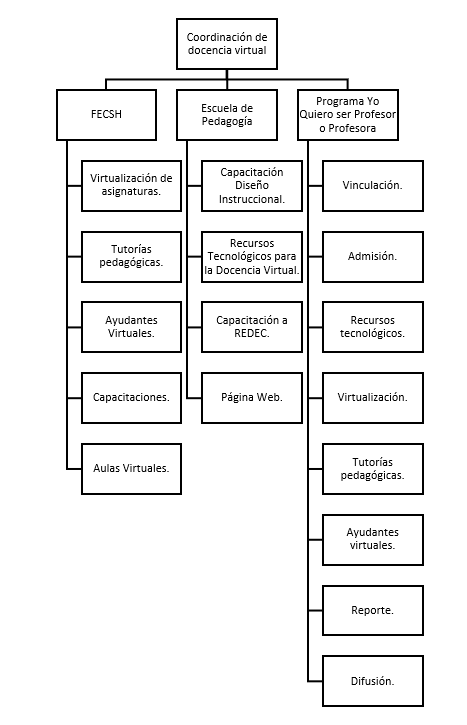 Coordinación de
docencia virtual
FECSH
Escuela de
Pedagogía
Programa Yo
Quiero ser Profesor
o Profesora
Virtualización de
asignaturas.
Tutorías
pedagógicas.
Ayudantes
Virtuales.
Capacitaciones.
Aulas Virtuales.
Capacitación
Diseño
Instruccional.
Recursos
Tecnológicos para
la Docencia Virtual.
Capacitación a
REDEC.
Página Web.
Vinculación.
Admisión.
Recursos
tecnológicos.
Virtualización.
Tutorías
pedagógicas.
Ayudantes
virtuales.
Reporte.
Difusión.